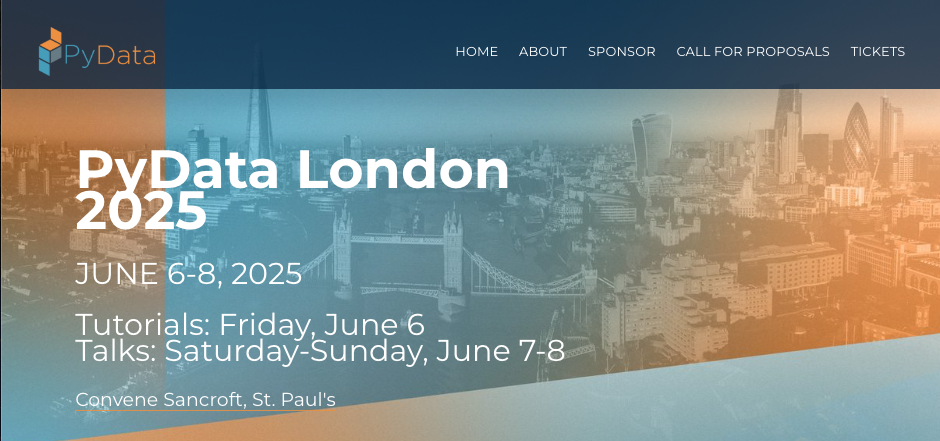 PyData
HOME ABOUT SPONSOR CALL FOR PROPOSALS TICKETS
PyData London
2025
JUNE 6-8, 2025
Tutorials: Friday, June 6
Talks: Saturday-Sunday, June 7-8
Convene Sancroft, St. Paul's